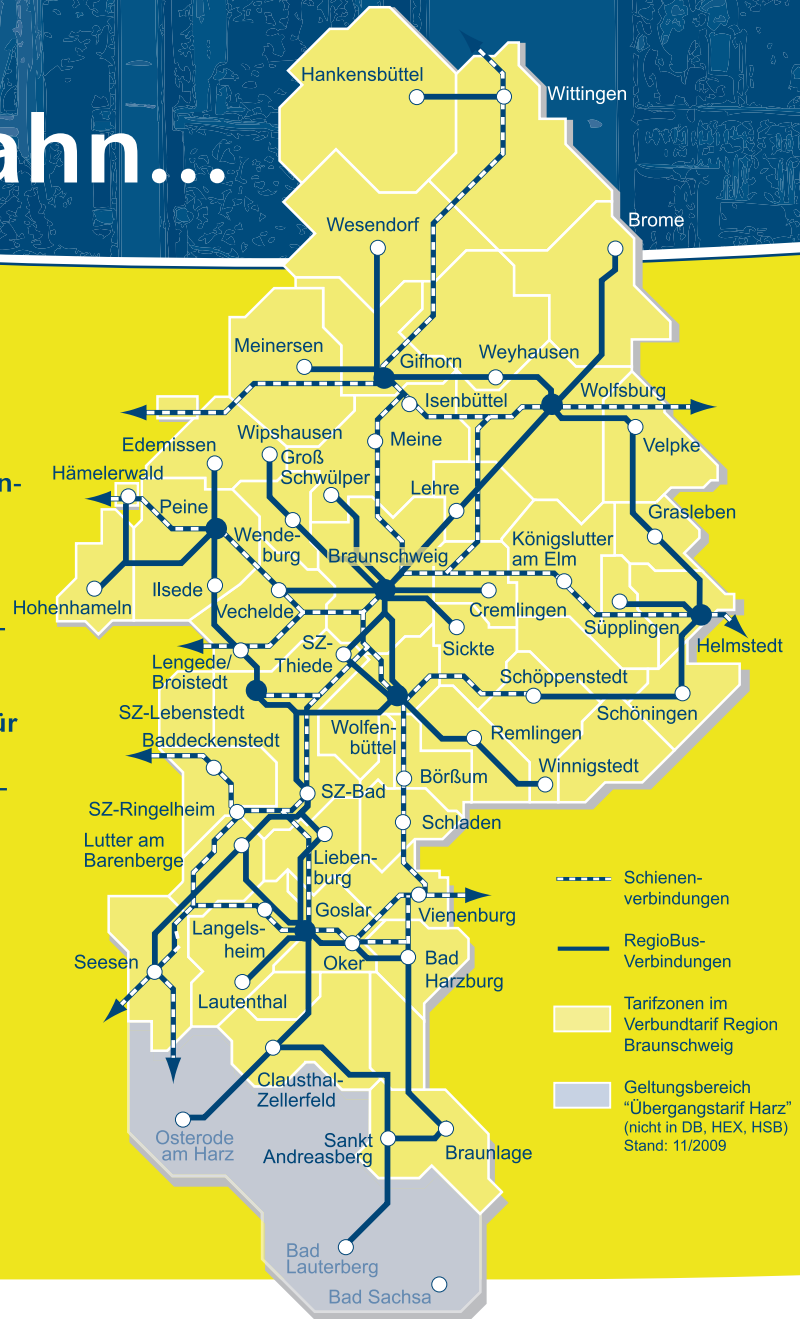 ahn...
Hankensbüttel
Wittingen
Wesendorf
Brome
Meinersen
Gifhorn
Weyhausen
Isenbüttel
Wolfsburg
Edemissen
Wipshausen
Meine
Velpke
Hämelerwald
Groß
Schwülper
n-
Lehre
Peine
Wende-
burg
Grasleben
Königslutter
am Elm
Braunschweig
Ilsede
Hohenhameln
Vechelde
Cremlingen
Süpplingen
Helmstedt
SZ-
Thiede
Sickte
Lengede/
Broistedt
Schöppenstedt
SZ-Lebenstedt
Schöningen
ür
Wolfen-
büttel
Remlingen
Baddeckenstedt
Winnigstedt
Börßum
SZ-Bad
SZ-Ringelheim
Schladen
Lutter am
Barenberge
Lieben-
burg
Goslar
Vienenburg
Langels-
heim
Seesen
Oker
Bad
Harzburg
Lautenthal
Clausthal-
Zellerfeld
Osterode
am Harz
Sankt
Andreasberg
Braunlage
Bad
Lauterberg
Bad Sachsa
Schienen-
verbindungen
RegioBus-
Verbindungen
Tarifzonen im
Verbundtarif Region
Braunschweig
Geltungsbereich
“Übergangstarif Harz”
(nicht in DB, HEX, HSB)
Stand: 11/2009